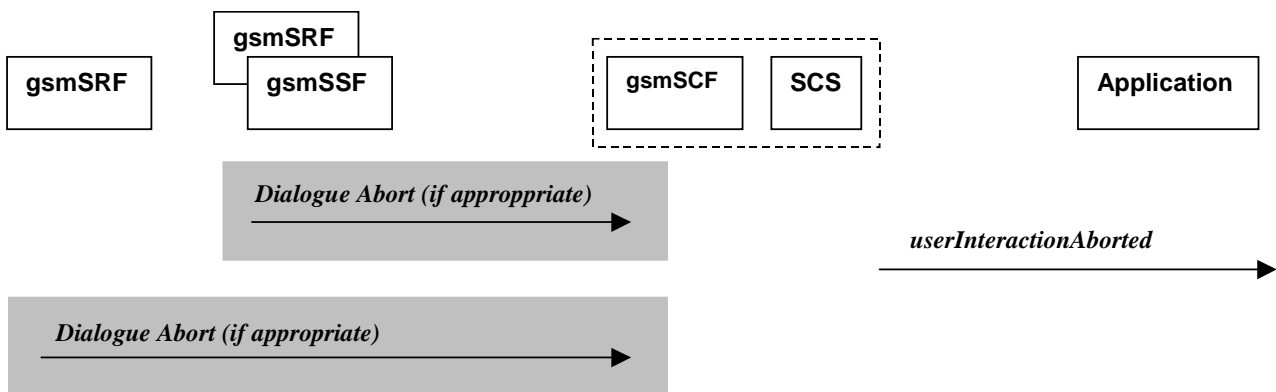 gsmSRF
gsmSRF
gsmSSF
gsmSCF
SCS
Application
Dialogue Abort (if approppriate)
userInteractionAborted
Dialogue Abort (if appropriate)